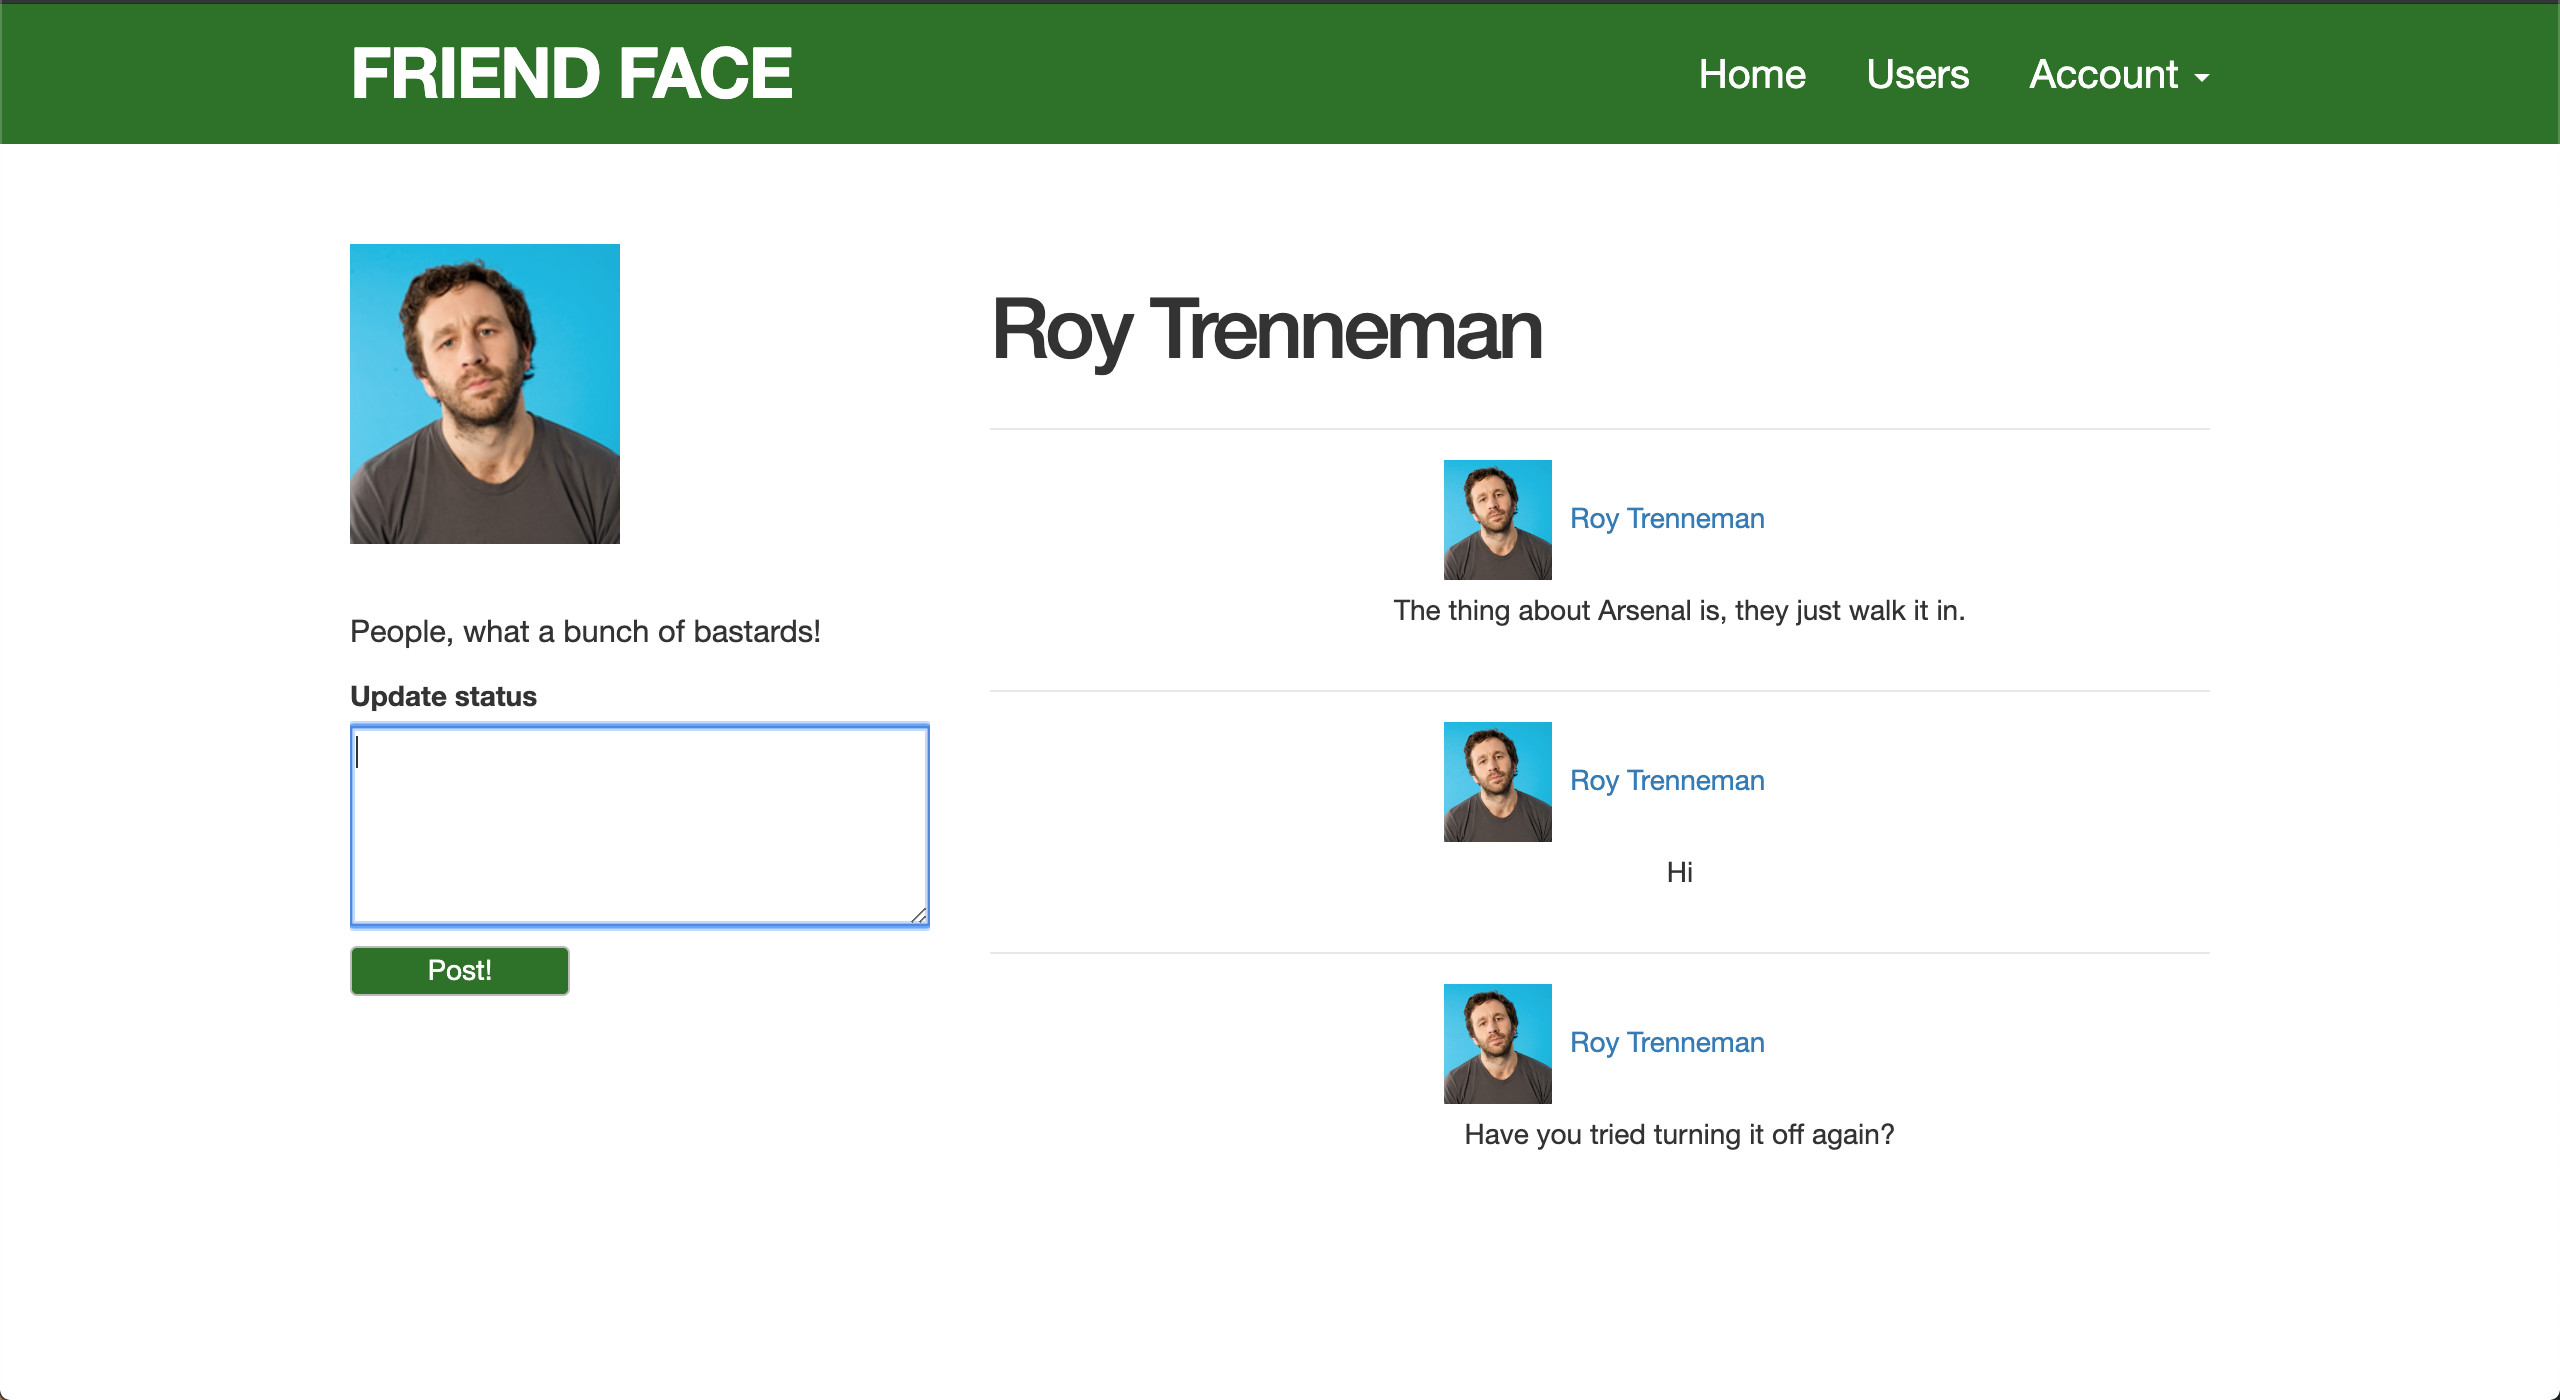 FRIEND FACE
Home Users Account
People, what a bunch of bastards!
Update status
Post!
Roy Trenneman
Roy Trenneman
The thing about Arsenal is, they just walk it in.
Roy Trenneman
Hi
Roy Trenneman
Have you tried turning it off again?